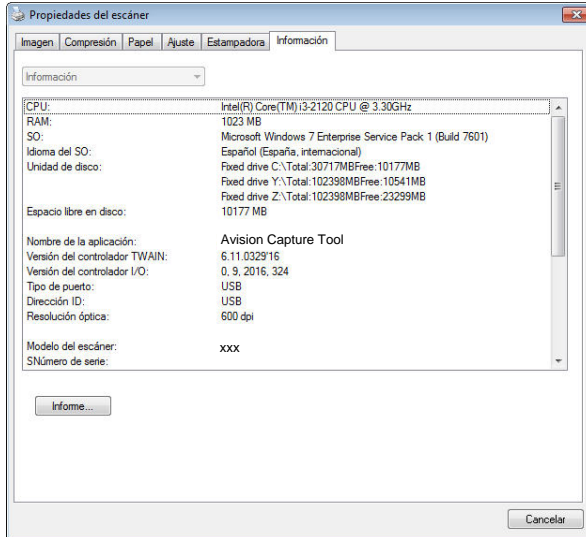 Propiedades del escáner
Imagen Compresión Papel Ajuste Estampadora Información
Información
CPU: Intel(R) Core(TM) i3-2120 CPU @ 3.30GHz
RAM: 1023 MB
SO: Microsoft Windows 7 Enterprise Service Pack 1 (Build 7601)
Idioma del SO: Español (España, internacional)
Unidad de disco: Fixed drive C:\Total:30717MBFree:10177MB
Fixed drive Y:\Total:102398MBFree:10541MB
Fixed drive Z:\Total:102398MBFree:23299MB
Espacio libre en disco: 10177 MB
Nombre de la aplicación: Avision Capture Tool
Versión del controlador TWAIN: 6.11.0329'16
Versión del controlador I/O: 0, 9, 2016, 324
Tipo de puerto: USB
Dirección ID: USB
Resolución óptica: 600 dpi
Modelo del escáner: xxx
SNúmero de serie:
Informe...
Cancelar